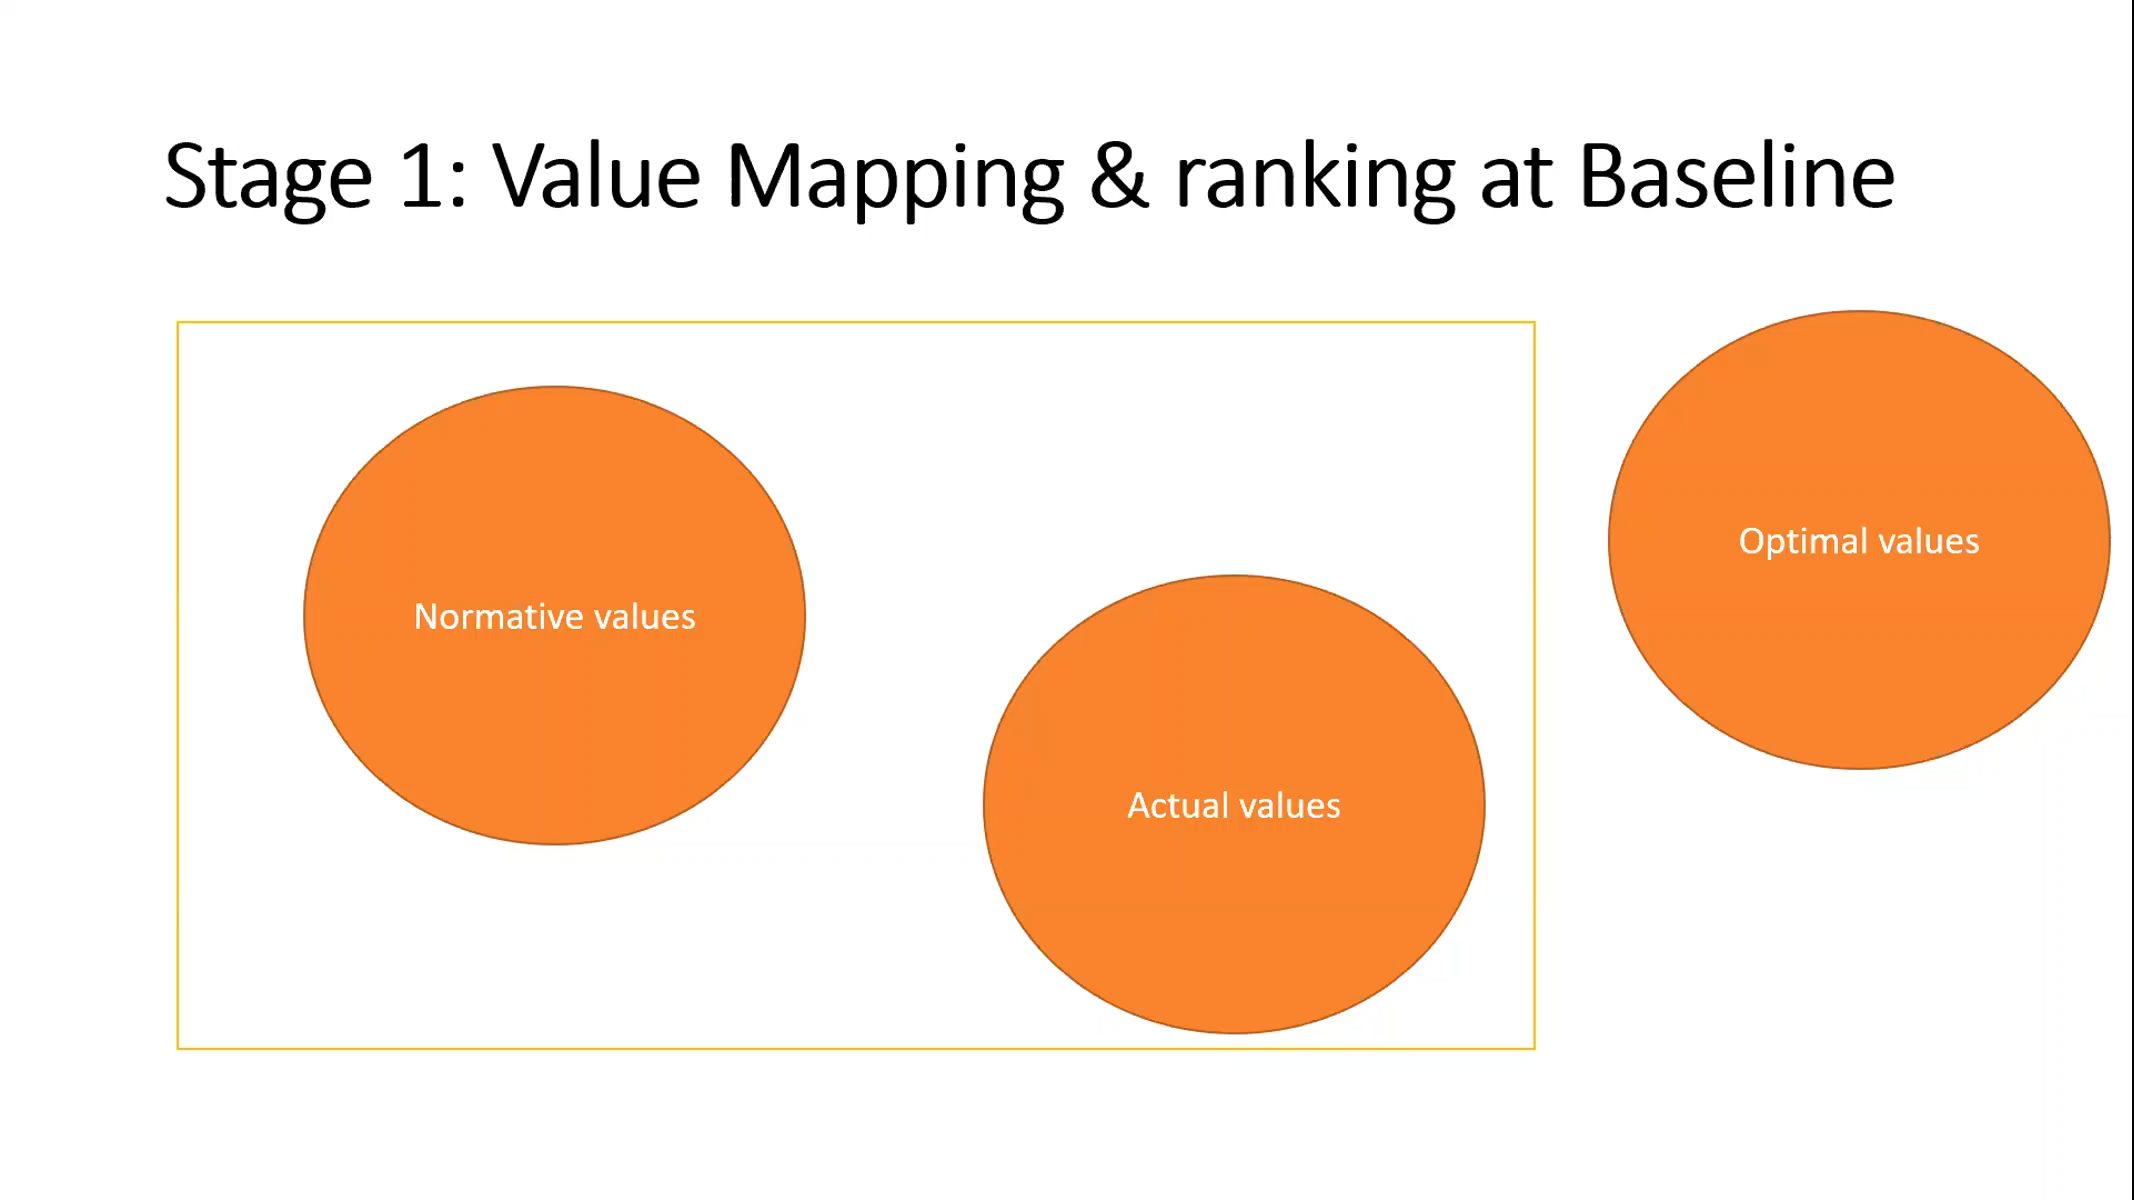 Stage 1: Value Mapping & ranking at Baseline
Normative values
Actual values
Optimal values